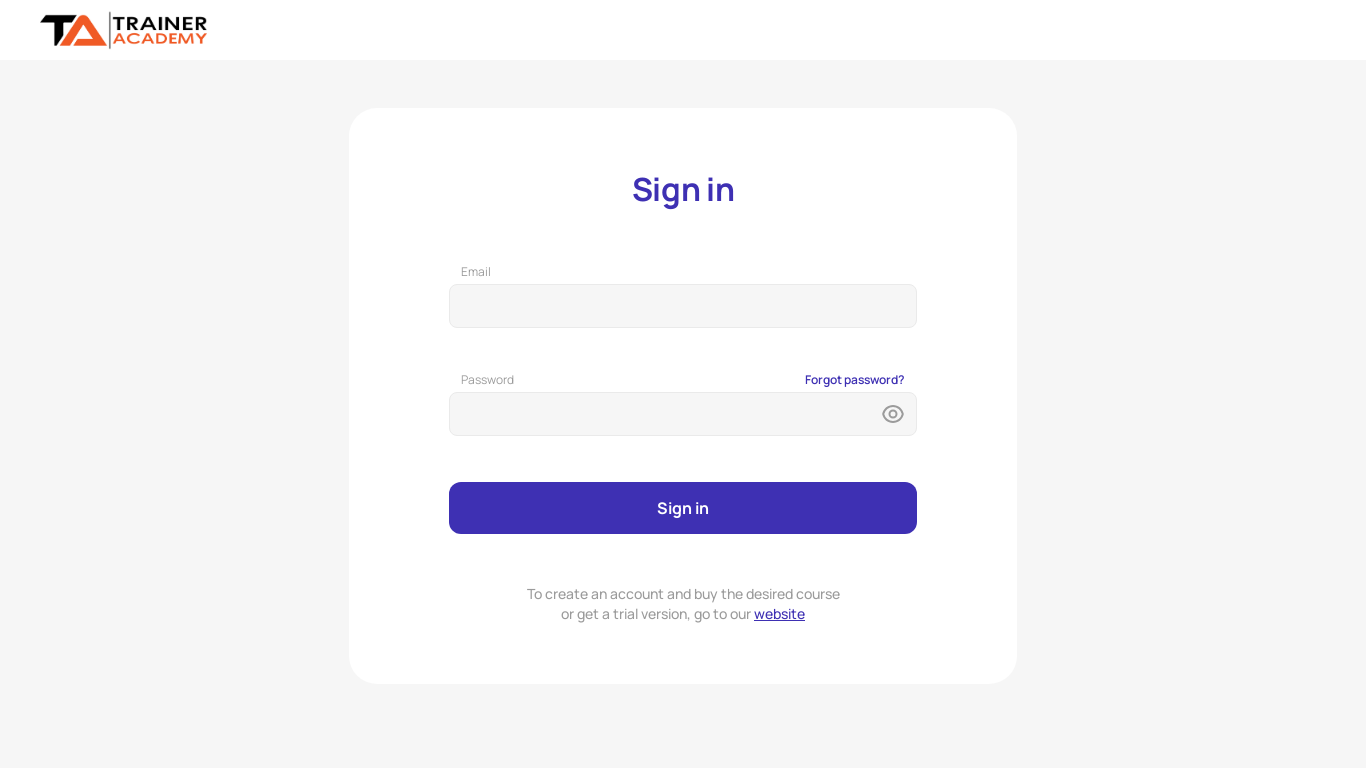 TA TRAINER
ACADEMY
Sign in
Email
Password
Forgot password?
Sign in
To create an account and buy the desired course
or get a trial version, go to our website